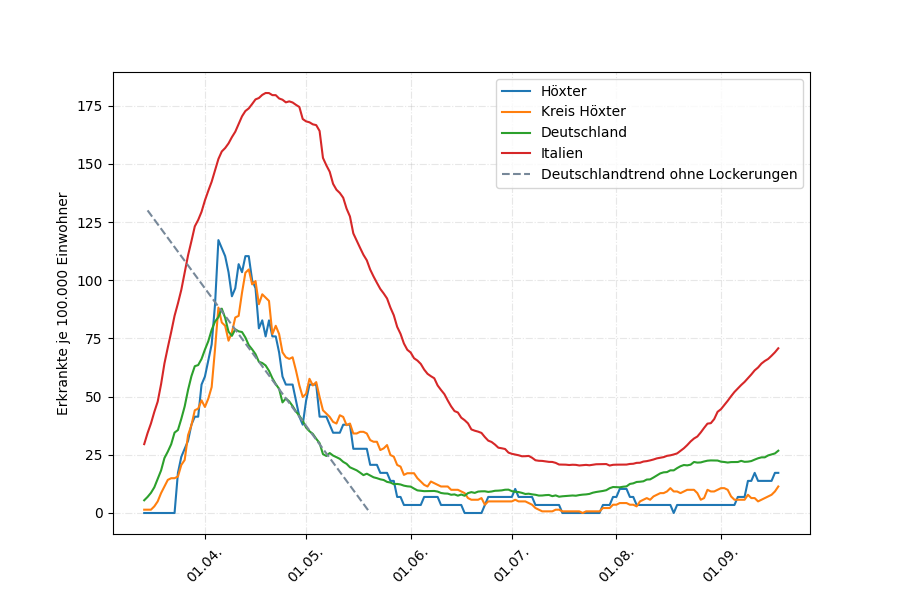 Erkrankte je 100.000 Einwohner
175
150
125
100
75
50
25
0
01.04.
01.05.
01.06.
01.07.
01.08.
01.09.
Höxter
Kreis Höxter
Deutschland
Italien
Deutschlandtrend ohne Lockerungen